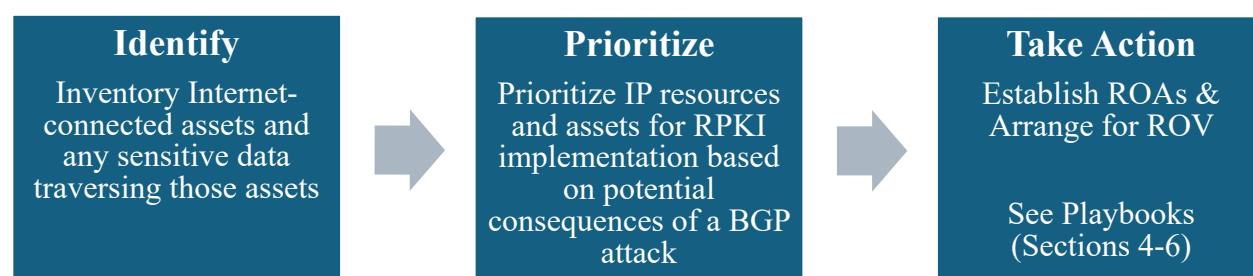 Identify
Inventory Internet-
connected assets and
any sensitive data
traversing those assets
Prioritize
Prioritize IP resources
and assets for RPKI
implementation based
on potential
consequences of a BGP
attack
Take Action
Establish ROAs &
Arrange for ROV
See Playbooks
(Sections 4-6)